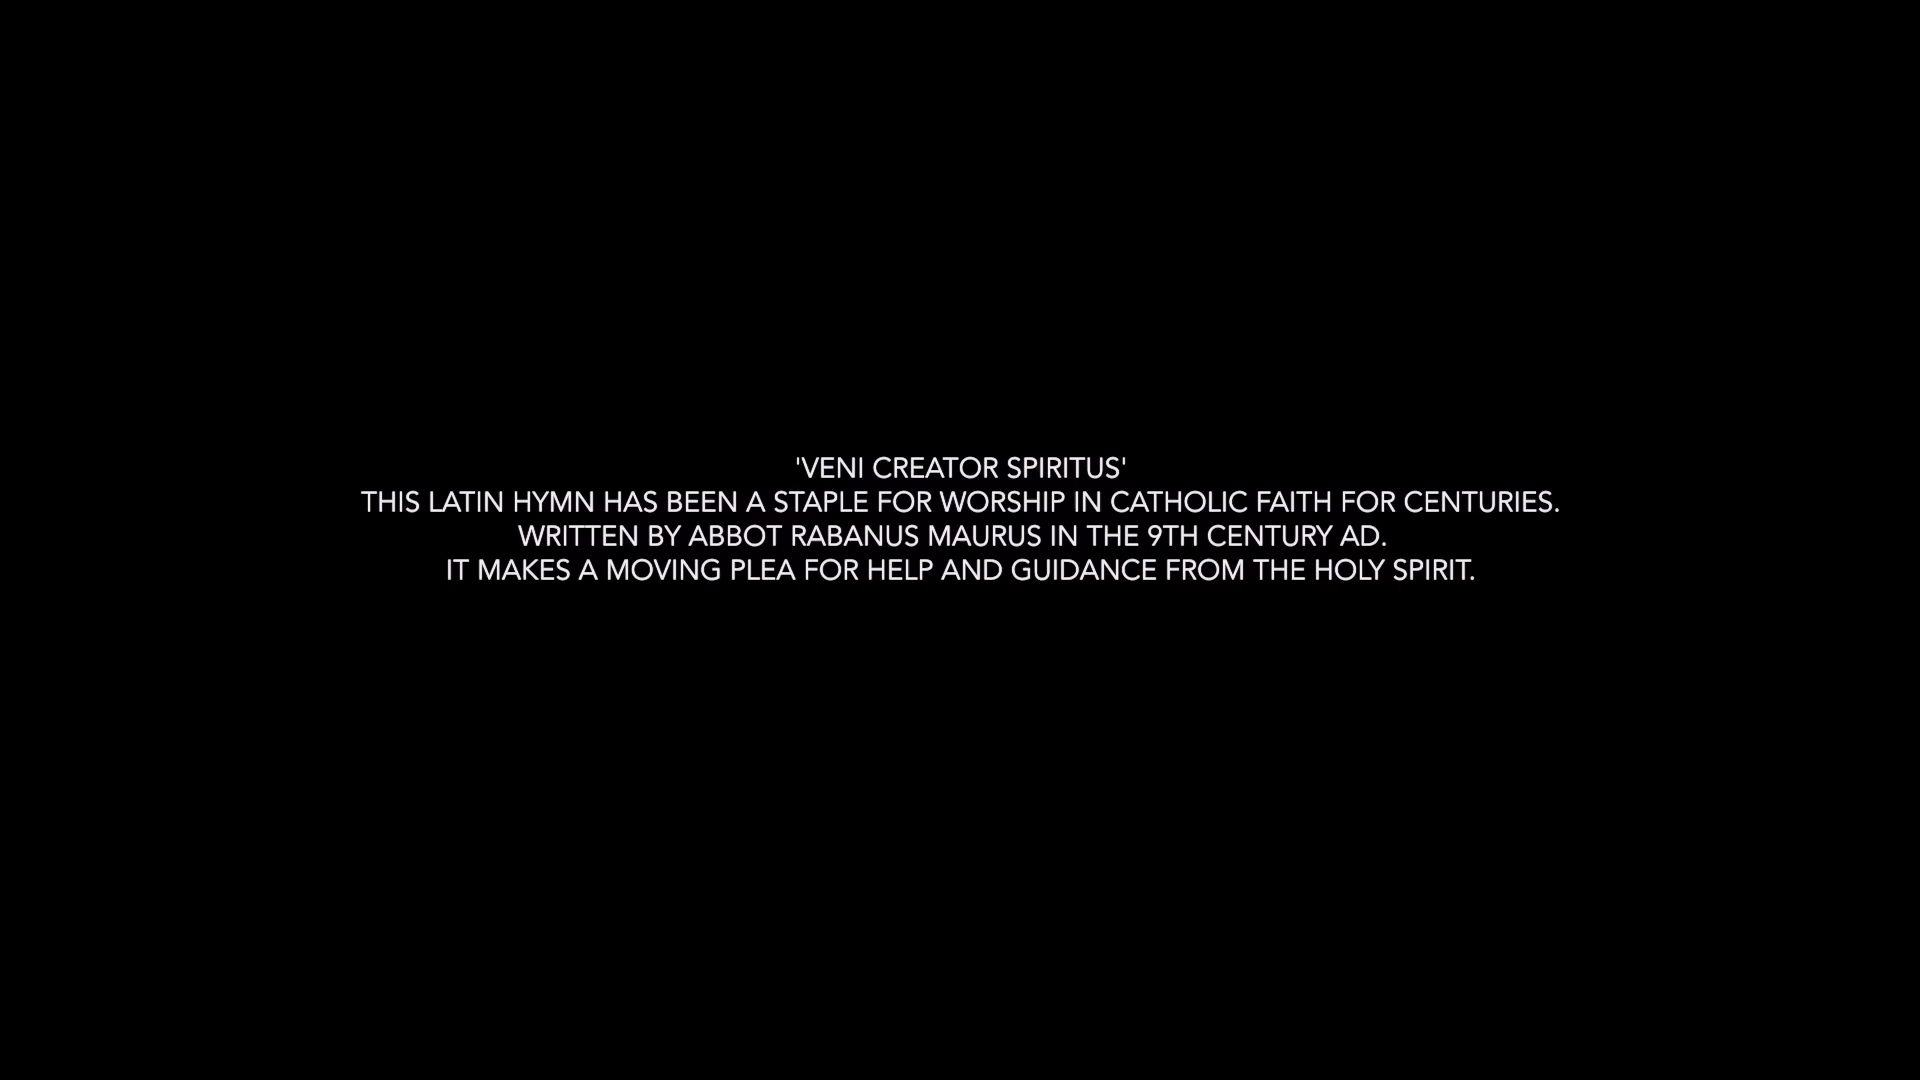 'VENI CREATOR SPIRITUS'
THIS LATIN HYMN HAS BEEN A STAPLE FOR WORSHIP IN CATHOLIC FAITH FOR CENTURIES.
WRITTEN BY ABBOT RABANUS MAURUS IN THE 9TH CENTURY AD.
IT MAKES A MOVING PLEA FOR HELP AND GUIDANCE FROM THE HOLY SPIRIT.